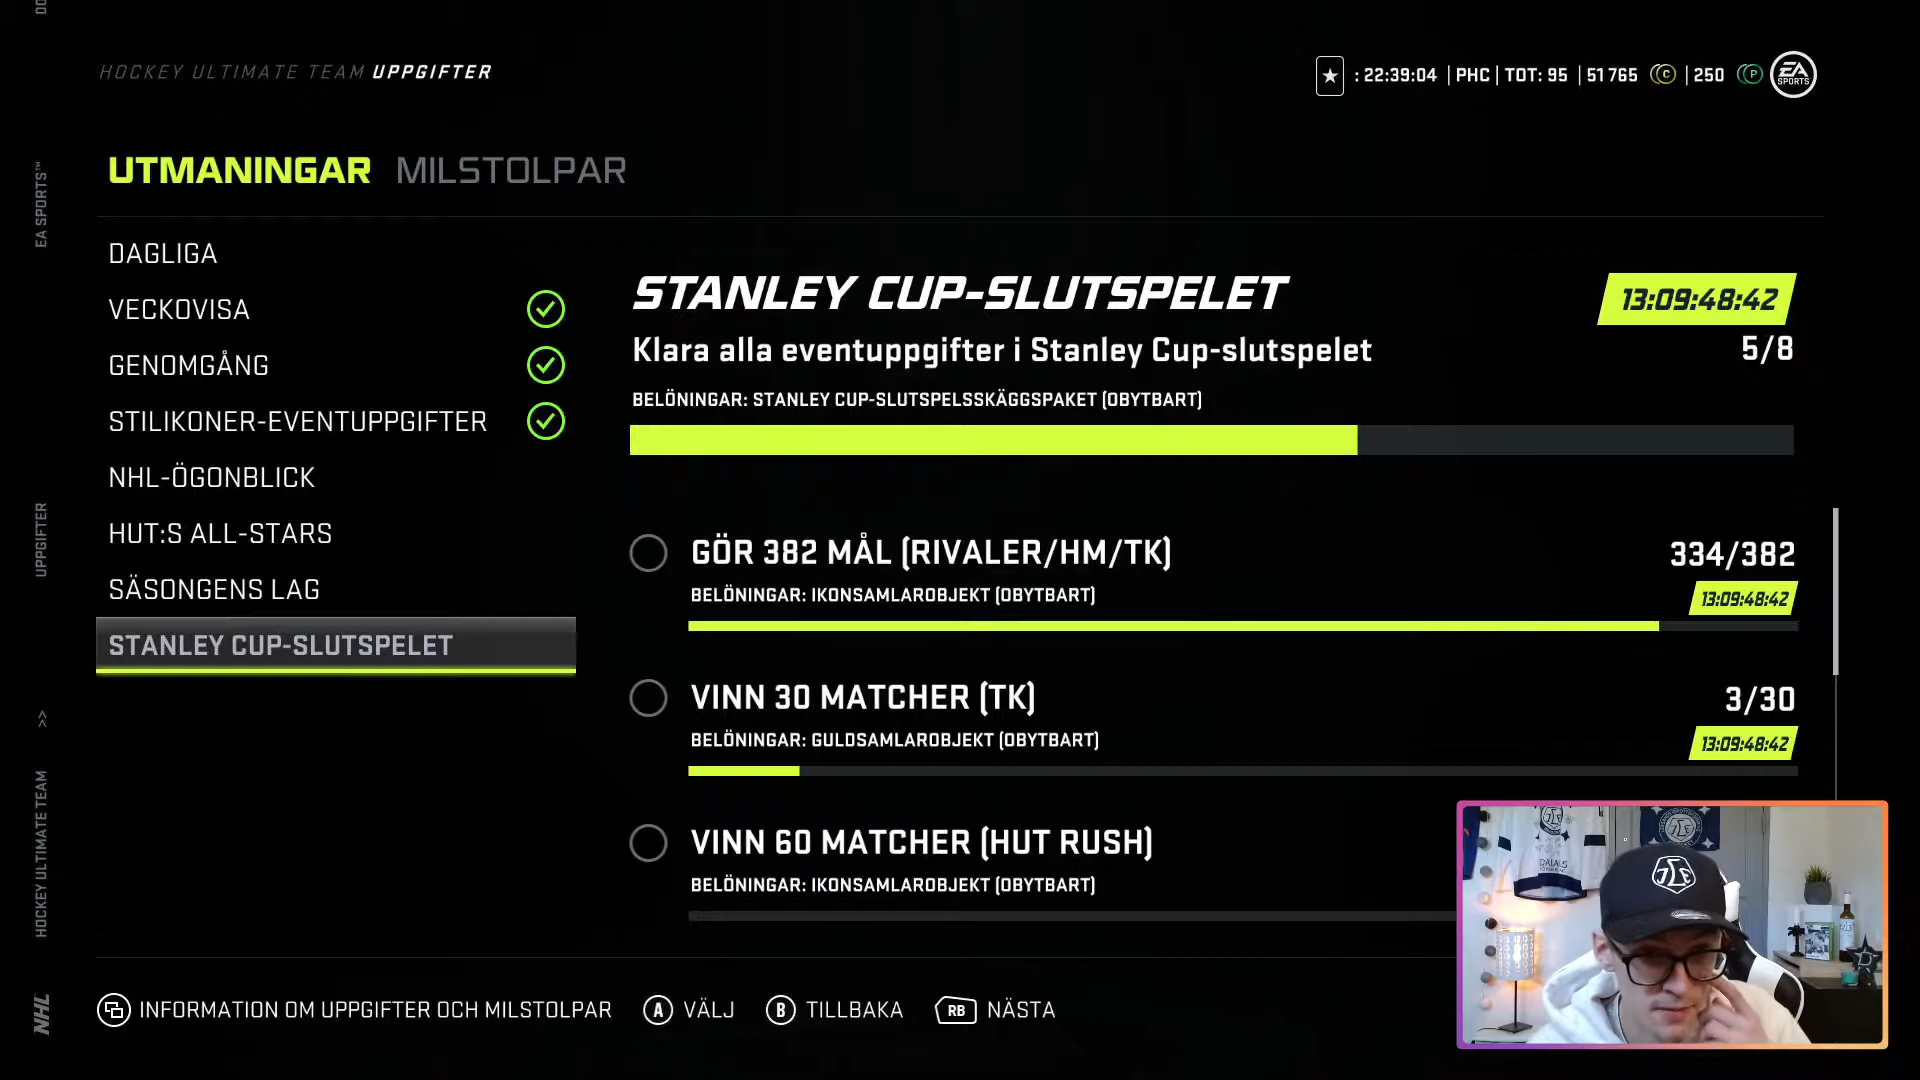 HOCKEY ULTIMATE TEAM UPPGIFTER
: 22:39:04 | PHC | TOT: 95 | 51 765 C | 250 P
EA SPORTS
UTMANINGAR MILSTOLPAR
DAGLIGA
VECKOVISA
GENOMGÅNG
STILIKONER-EVENTUPPGIFTER
NHL-ÖGONBLICK
HUT:S ALL-STARS
SÄSONGENS LAG
STANLEY CUP-SLUTSPELET
STANLEY CUP-SLUTSPELET
13:09:48:42
Klara alla eventuppgifter i Stanley Cup-slutspelet
5/8
BELÖNINGAR: STANLEY CUP-SLUTSPELSSKÄGGSPAKET (OBYTBART)
GÖR 382 MÅL (RIVALER/HM/TK)
334/382
BELÖNINGAR: IKONSAMLAROBJEKT (OBYTBART)
13:09:48:42
VINN 30 MATCHER (TK)
3/30
BELÖNINGAR: GULDSAMLAROBJEKT (OBYTBART)
13:09:48:42
VINN 60 MATCHER (HUT RUSH)
BELÖNINGAR: IKONSAMLAROBJEKT (OBYTBART)
INFORMATION OM UPPGIFTER OCH MILSTOLPAR
A VÄLJ
B TILLBAKA
RB NÄSTA
EA SPORTS™
UPPGIFTER
>>
HOCKEY ULTIMATE TEAM
NHL